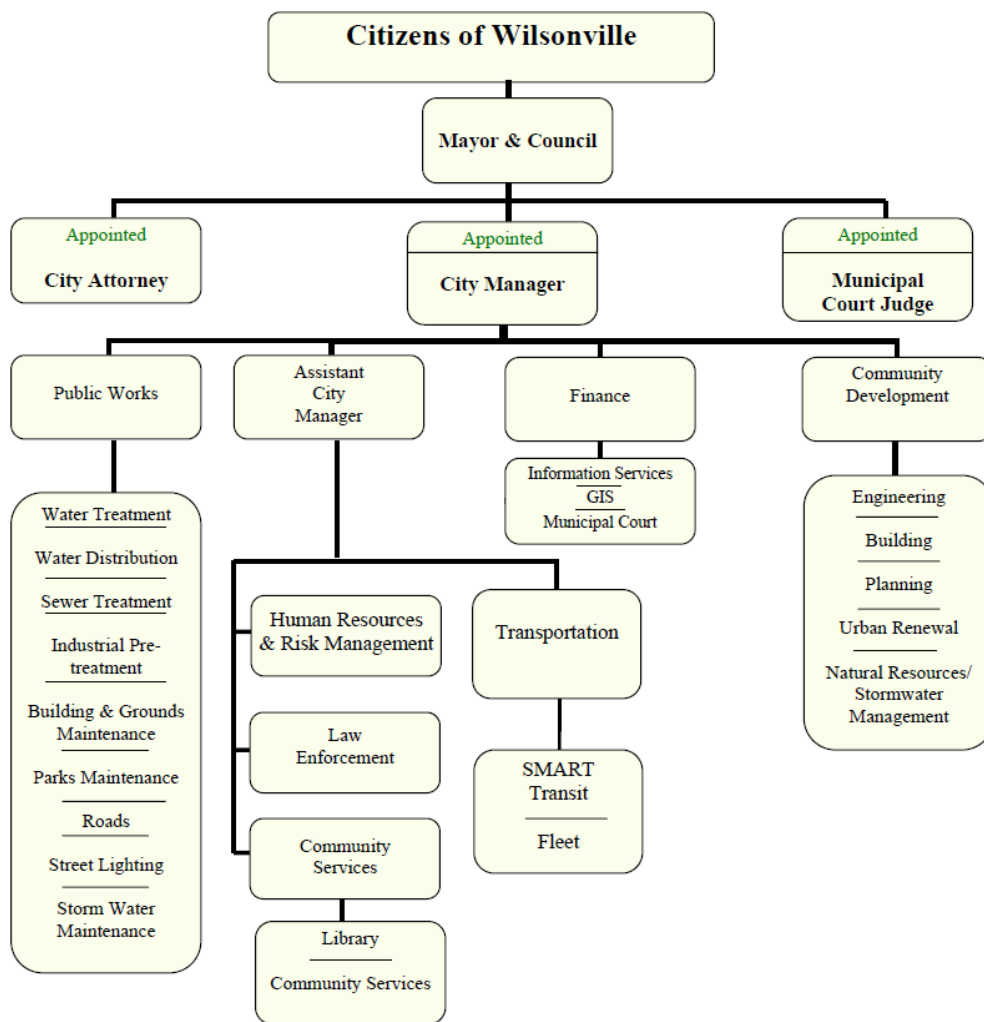 Citizens of Wilsonville
Mayor & Council
Appointed
City Attorney
Appointed
City Manager
Appointed
Municipal
Court Judge
Public Works
Assistant
City
Manager
Finance
Community
Development
Water Treatment
Water Distribution
Sewer Treatment
Industrial Pre-
treatment
Building & Grounds
Maintenance
Parks Maintenance
Roads
Street Lighting
Storm Water
Maintenance
Human Resources
& Risk Management
Law
Enforcement
Community
Services
Library
Community Services
Transportation
SMART
Transit
Fleet
Information Services
GIS
Municipal Court
Engineering
Building
Planning
Urban Renewal
Natural Resources/
Stormwater
Management